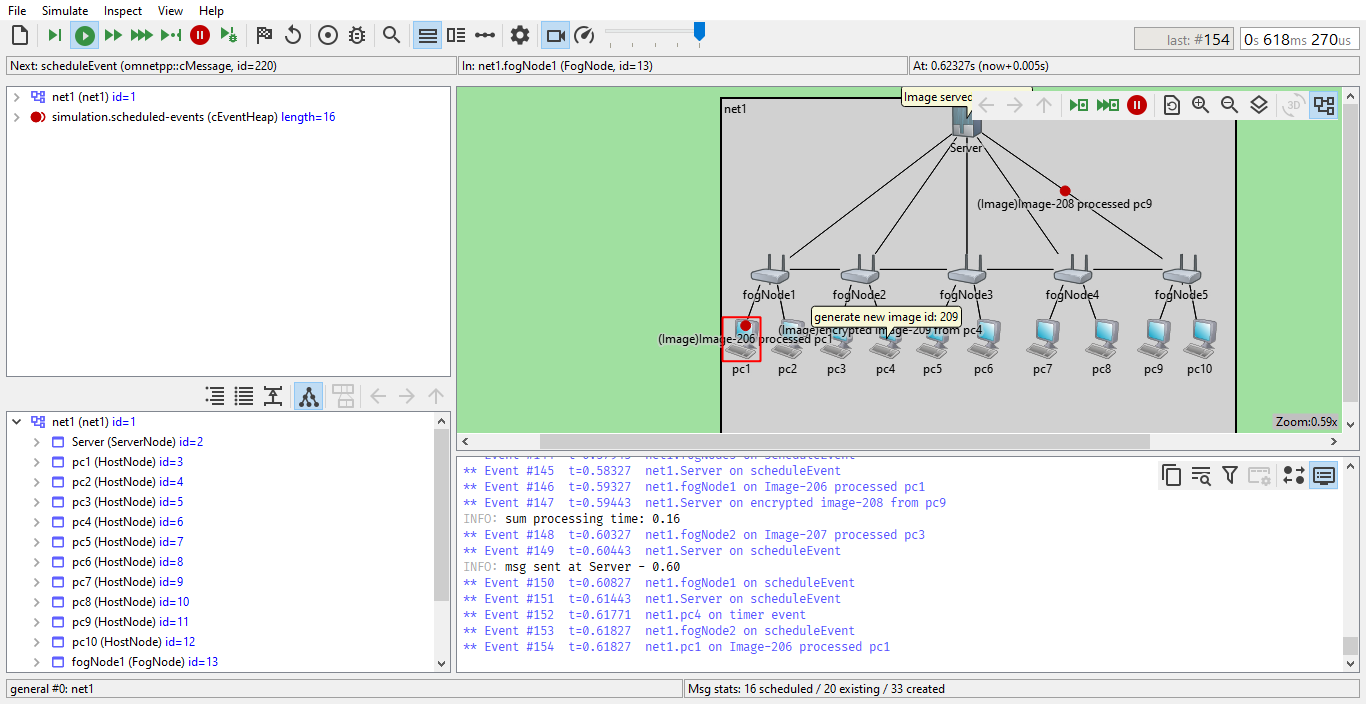 File Simulate Inspect View Help
last: #154
0s 618ms 270us
Next: scheduleEvent (omnetpp::cMessage, id=220)
In: net1.fogNode1 (FogNode, id=13)
At: 0.62327s (now+0.005s)
net1 (net1) id=1
simulation.scheduled-events (cEventHeap) length=16
net1 (net1) id=1
Server (ServerNode) id=2
pc1 (HostNode) id=3
pc2 (HostNode) id=4
pc3 (HostNode) id=5
pc4 (HostNode) id=6
pc5 (HostNode) id=7
pc6 (HostNode) id=8
pc7 (HostNode) id=9
pc8 (HostNode) id=10
pc9 (HostNode) id=11
pc10 (HostNode) id=12
fogNode1 (FogNode) id=13
net1
Image served
3D
Server
(Image)Image-208 processed pc9
fogNode1 fogNode2 fogNode3 fogNode4 fogNode5
generate new image id: 209
(Image)encrypted image-209 from pc4
(Image)Image-206 processed pc1
pc1 pc2 pc3 pc4 pc5 pc6 pc7 pc8 pc9 pc10
Zoom:0.59x
** Event #145 t=0.58327 net1.Server on scheduleEvent
** Event #146 t=0.59327 net1.fogNode1 on Image-206 processed pc1
** Event #147 t=0.59443 net1.Server on encrypted image-208 from pc9
INFO: sum processing time: 0.16
** Event #148 t=0.60327 net1.fogNode2 on Image-207 processed pc3
** Event #149 t=0.60443 net1.Server on scheduleEvent
INFO: msg sent at Server - 0.60
** Event #150 t=0.60827 net1.fogNode1 on scheduleEvent
** Event #151 t=0.61443 net1.Server on scheduleEvent
** Event #152 t=0.61771 net1.pc4 on timer event
** Event #153 t=0.61827 net1.fogNode2 on scheduleEvent
** Event #154 t=0.61827 net1.pc1 on Image-206 processed pc1
general #0: net1
Msg stats: 16 scheduled / 20 existing / 33 created